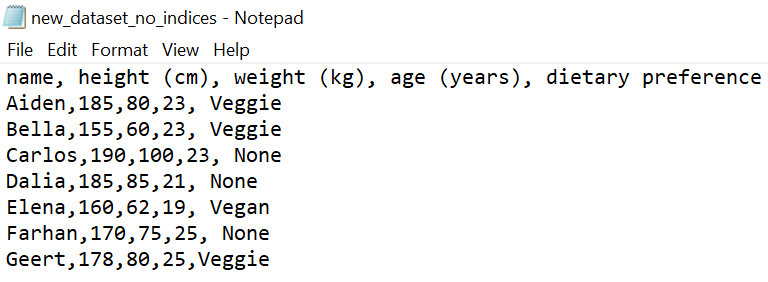 new_dataset_no_indices - Notepad
File Edit Format View Help
name, height (cm), weight (kg), age (years), dietary preference
Aiden,185,80,23, Veggie
Bella,155,60,23, Veggie
Carlos,190,100,23, None
Dalia,185,85,21, None
Elena,160,62,19, Vegan
Farhan,170,75,25, None
Geert,178,80,25,Veggie